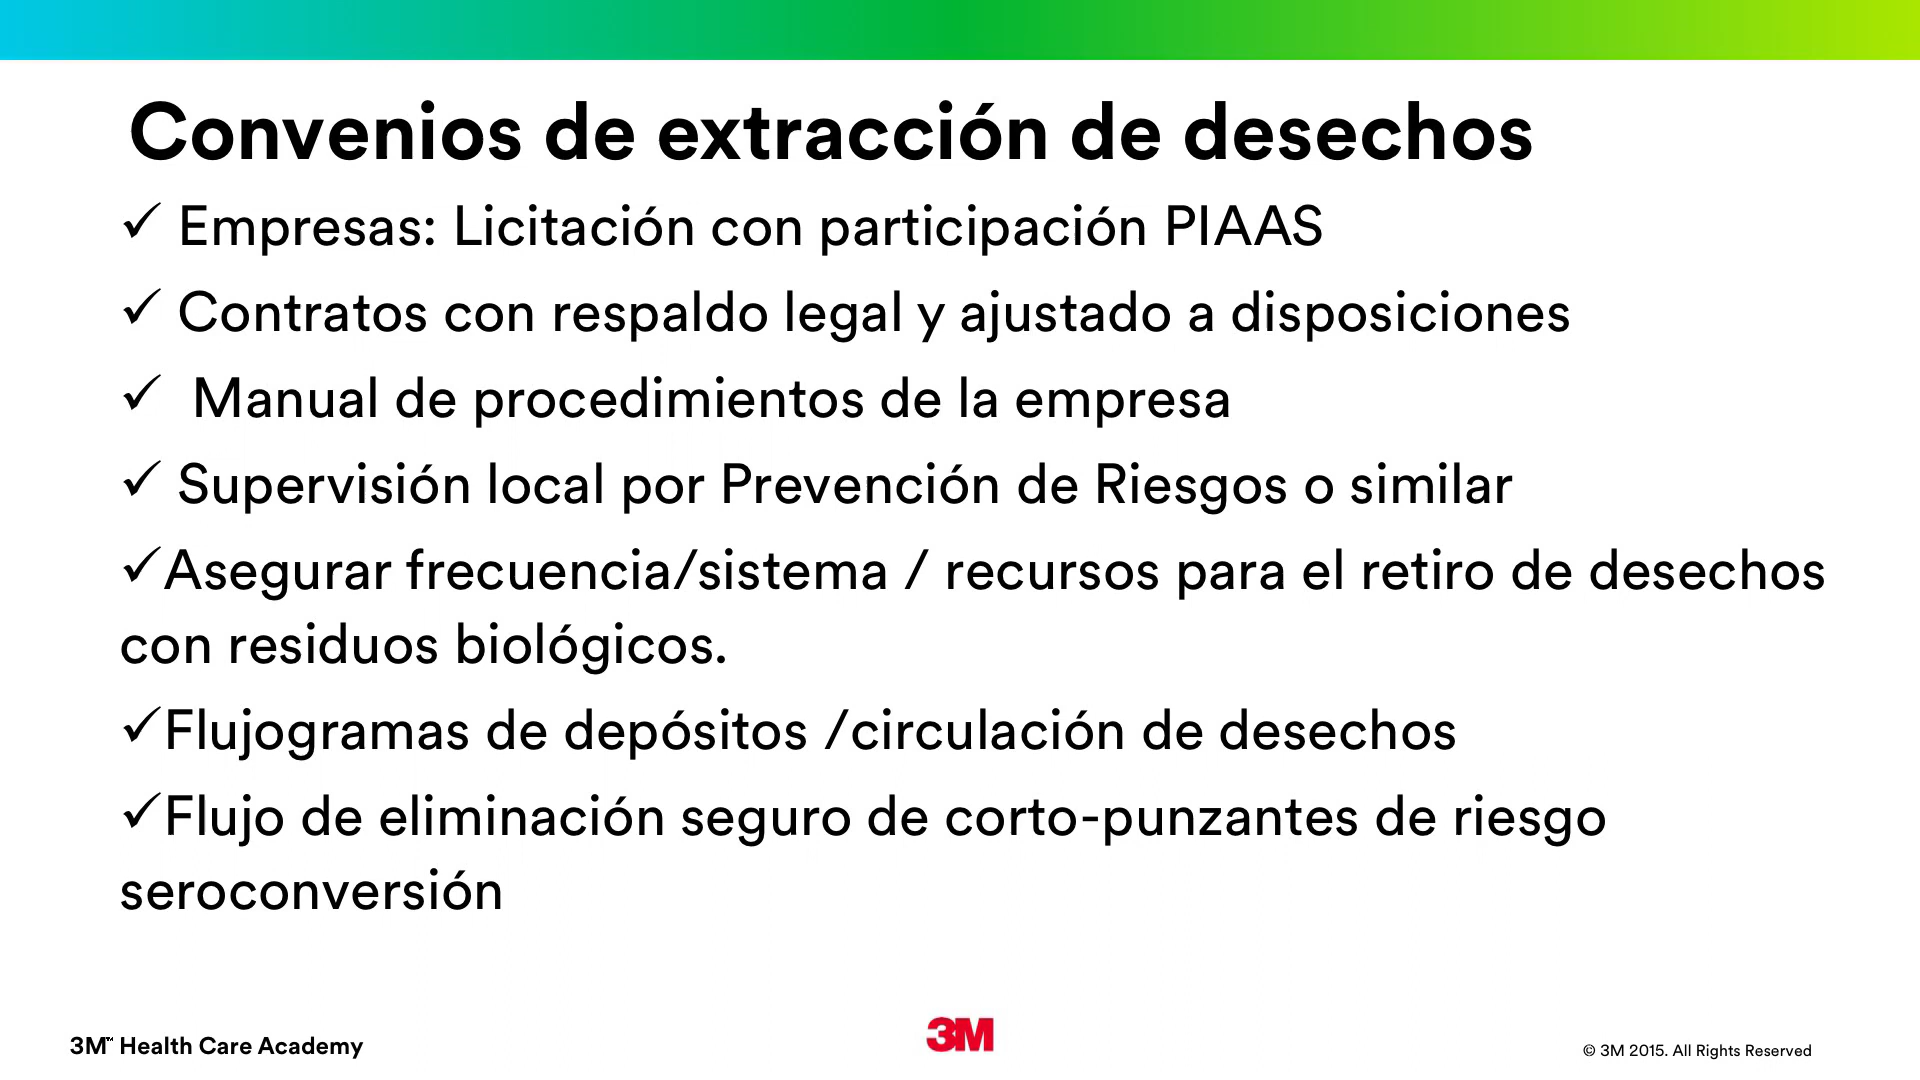 Convenios de extracción de desechos
✓ Empresas: Licitación con participación PIAAS
✓ Contratos con respaldo legal y ajustado a disposiciones
✓ Manual de procedimientos de la empresa
✓ Supervisión local por Prevención de Riesgos o similar
✓Asegurar frecuencia/sistema / recursos para el retiro de desechos
con residuos biológicos.
✓Flujogramas de depósitos /circulación de desechos
✓Flujo de eliminación seguro de corto-punzantes de riesgo
seroconversión
3M™ Health Care Academy
3M
© 3M 2015. All Rights Reserved